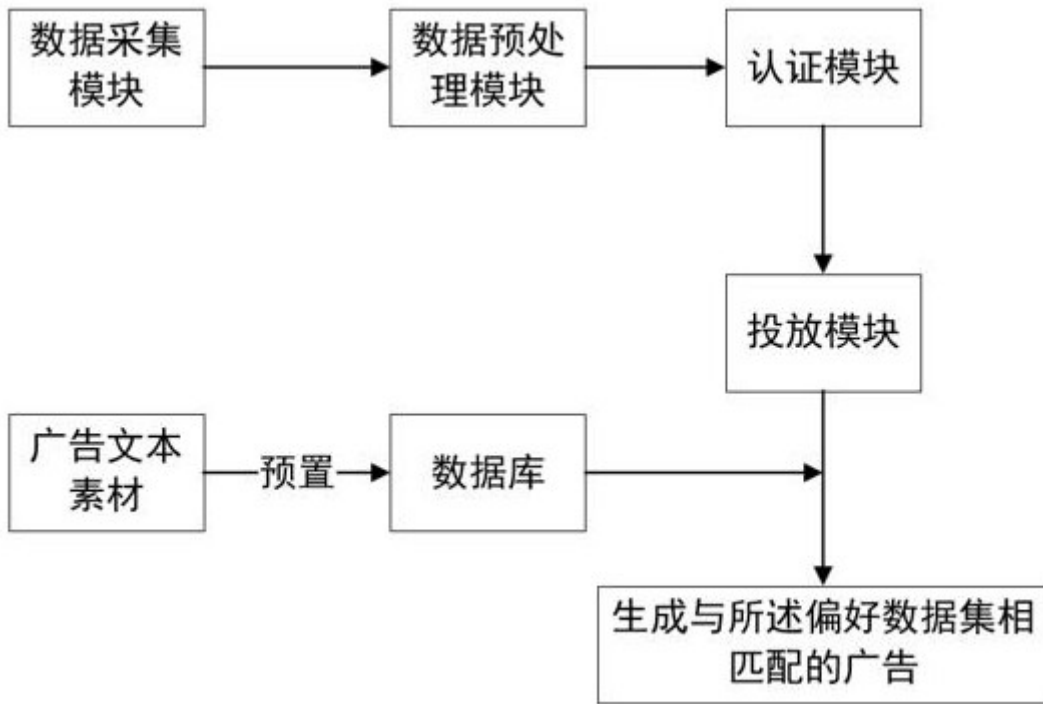 数据采集
模块
数据预处
理模块
认证模块
投放模块
广告文本
素材
预置
数据库
生成与所述偏好数据集相
匹配的广告